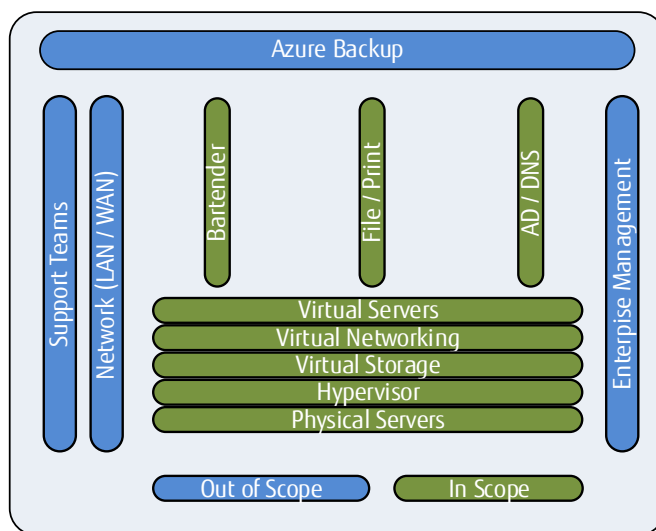 Azure Backup
Support Teams
Network (LAN / WAN)
Bartender
File / Print
AD / DNS
Enterpise Management
Virtual Servers
Virtual Networking
Virtual Storage
Hypervisor
Physical Servers
Out of Scope
In Scope